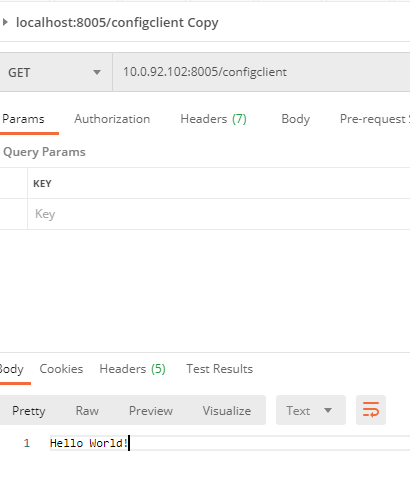 localhost:8005/configclient Copy
GET 10.0.92.102:8005/configclient
Params Authorization Headers (7) Body Pre-request
Query Params
KEY
Key
Body Cookies Headers (5) Test Results
Pretty Raw Preview Visualize Text
1 Hello World!